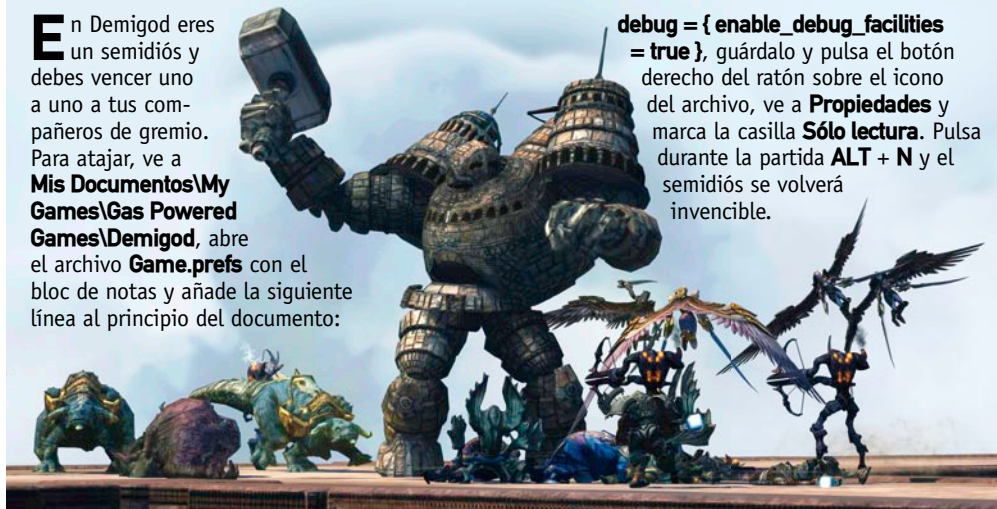 En Demigod eres
un semidiós y
debes vencer uno
a uno a tus com-
pañeros de gremio.
Para atajar, ve a
Mis Documentos\My
Games\Gas Powered
Games\Demigod, abre
el archivo Game.prefs con el
bloc de notas y añade la siguiente
línea al principio del documento:
debug = { enable_debug_facilities
= true }, guárdalo y pulsa el botón
derecho del ratón sobre el icono
del archivo, ve a Propiedades y
marca la casilla Sólo lectura. Pulsa
durante la partida ALT + N y el
semidiós se volverá
invencible.